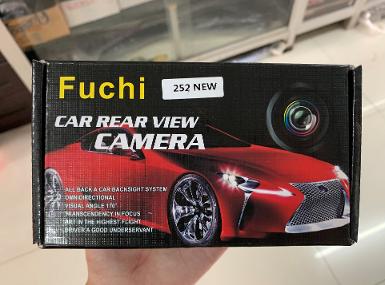 Fuchi
252 NEW
CAR REAR VIEW
CAMERA
ALL BACK A CAR BACKSIGHT SYSTEM
OMNIDIRECTIONAL
VISUAL ANGLE 170°
TRANSCENDENCY IN FOCUS
ART IN THE HIGHEST FLIGHT
DRIVER'A GOOD UNDERSERVANT